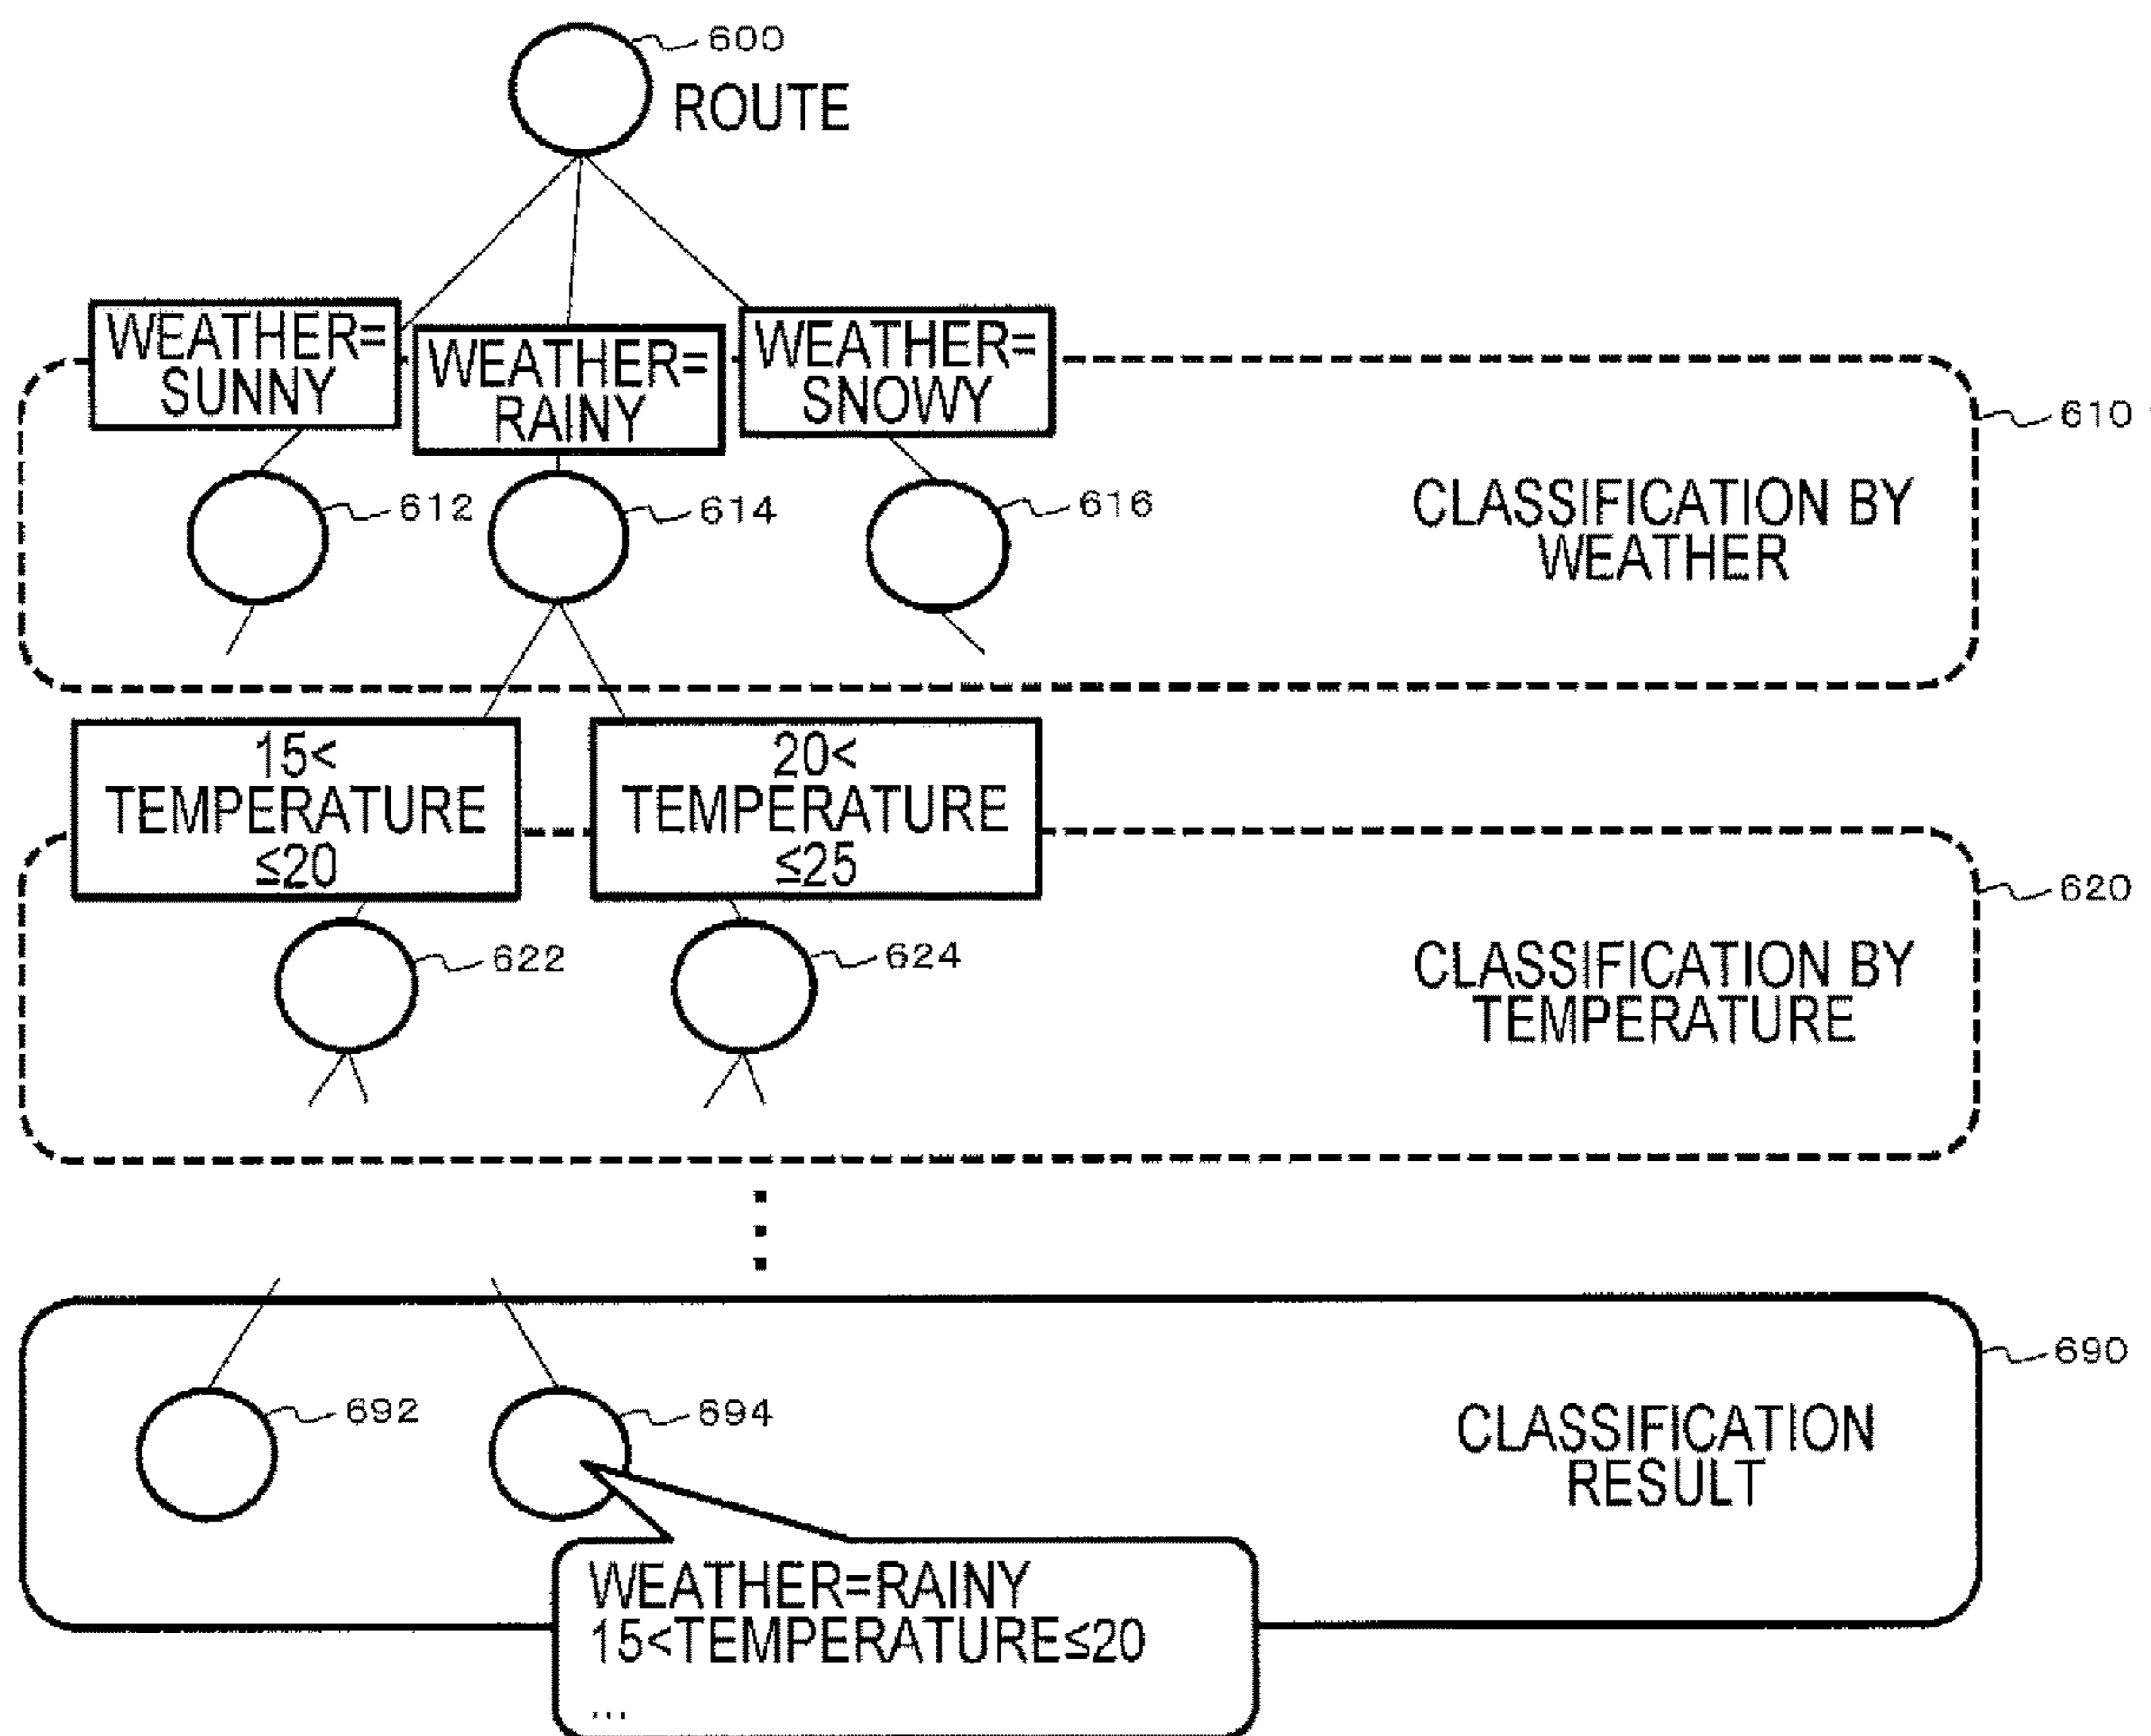 600
ROUTE
WEATHER=
SUNNY
WEATHER=
RAINY
WEATHER=
SNOWY
610
612
614
616
CLASSIFICATION BY
WEATHER
15<
TEMPERATURE
≤20
20<
TEMPERATURE
≤25
620
622
624
CLASSIFICATION BY
TEMPERATURE
690
692
694
CLASSIFICATION
RESULT
WEATHER=RAINY
15<TEMPERATURE≤20
...